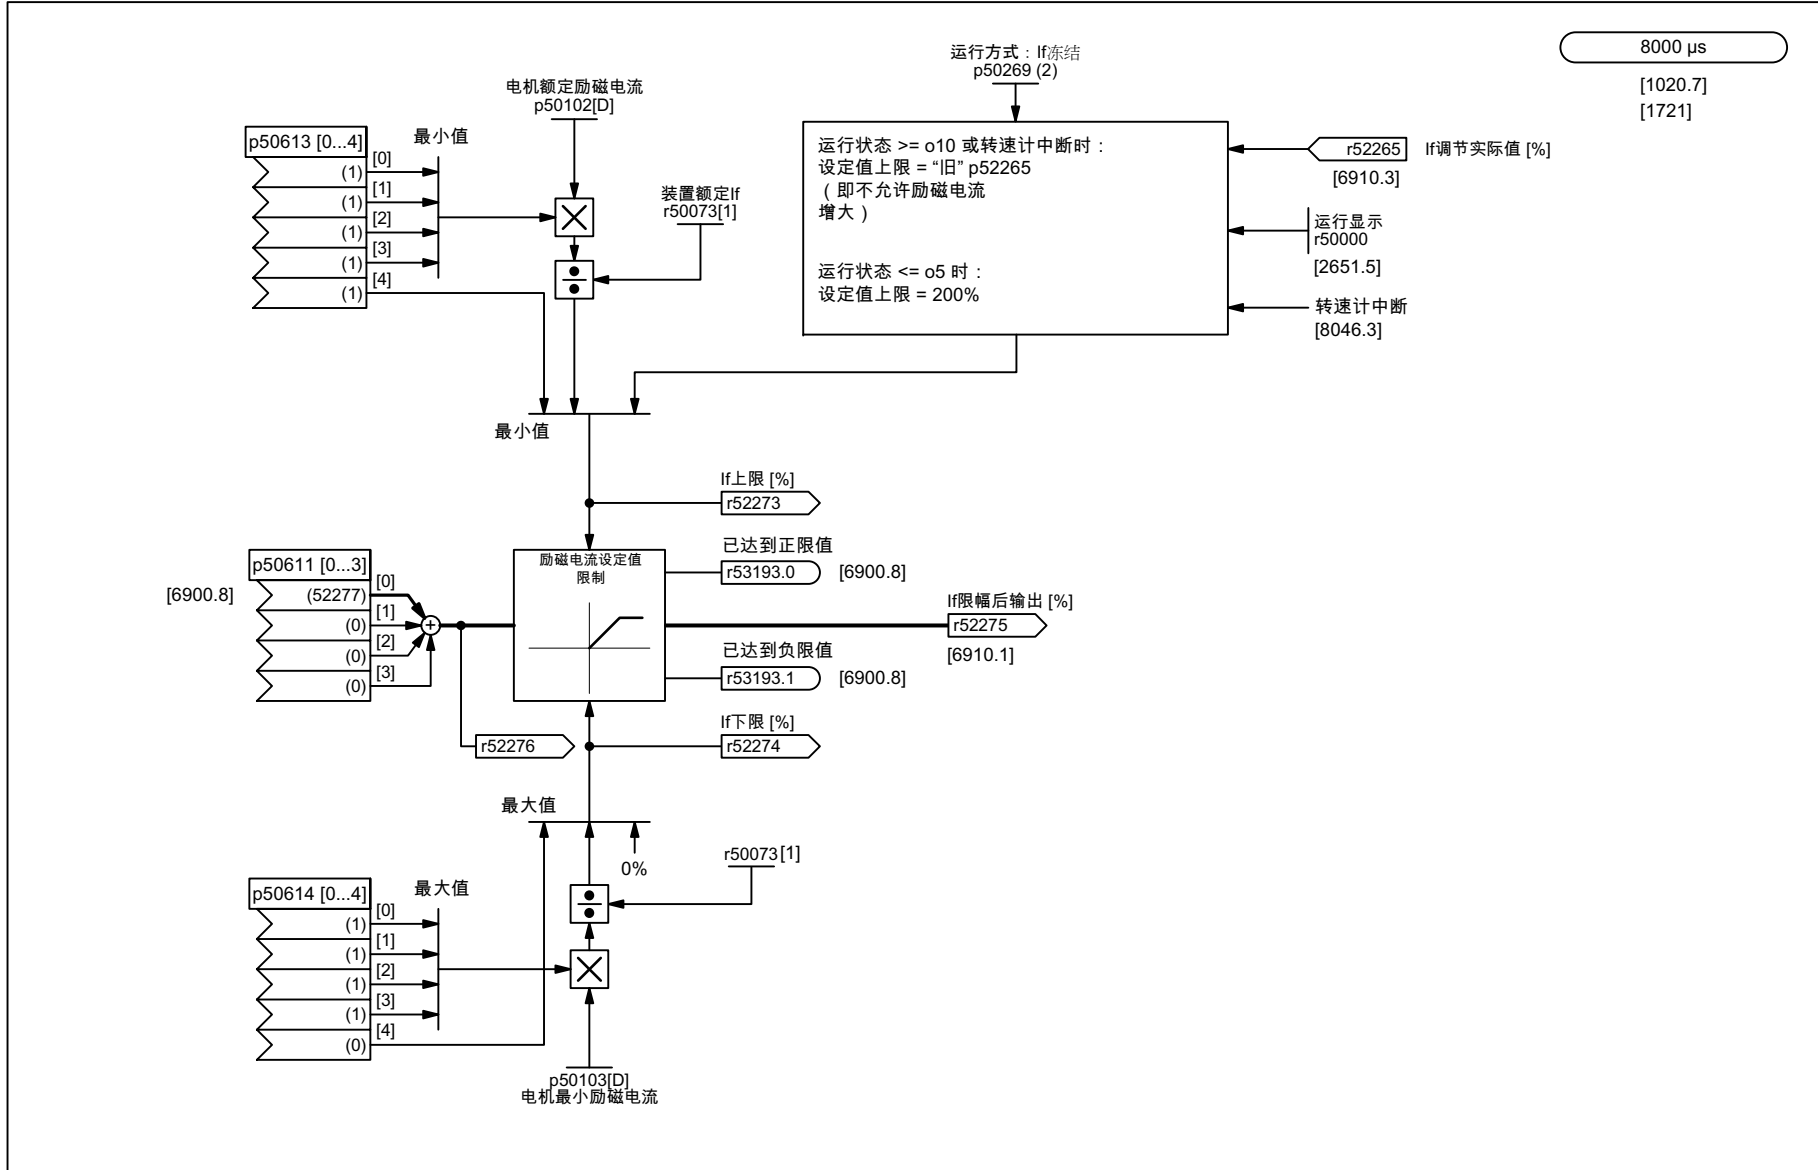 8000 µs
[1020.7]
[1721]
运行方式：If冻结
p50269 (2)
电机额定励磁电流
p50102[D]
p50613 [0...4]
最小值
[0]
(1)
[1]
(1)
[2]
(1)
[3]
(1)
[4]
(1)
装置额定If
r50073[1]
运行状态 >= o10 或转速计中断时：
设定值上限 = “旧” p52265
（即不允许励磁电流
增大）
运行状态 <= o5 时：
设定值上限 = 200%
r52265
If调节实际值 [%]
[6910.3]
运行显示
r50000
[2651.5]
转速计中断
[8046.3]
最小值
If上限 [%]
r52273
p50611 [0...3]
[6900.8]
[0]
(52277)
[1]
(0)
[2]
(0)
[3]
(0)
励磁电流设定值
限制
已达到正限值
r53193.0
[6900.8]
If限幅后输出 [%]
r52275
[6910.1]
已达到负限值
r53193.1
[6900.8]
r52276
If下限 [%]
r52274
最大值
0%
r50073[1]
p50614 [0...4]
最大值
[0]
(1)
[1]
(1)
[2]
(1)
[3]
(1)
[4]
(0)
p50103[D]
电机最小励磁电流